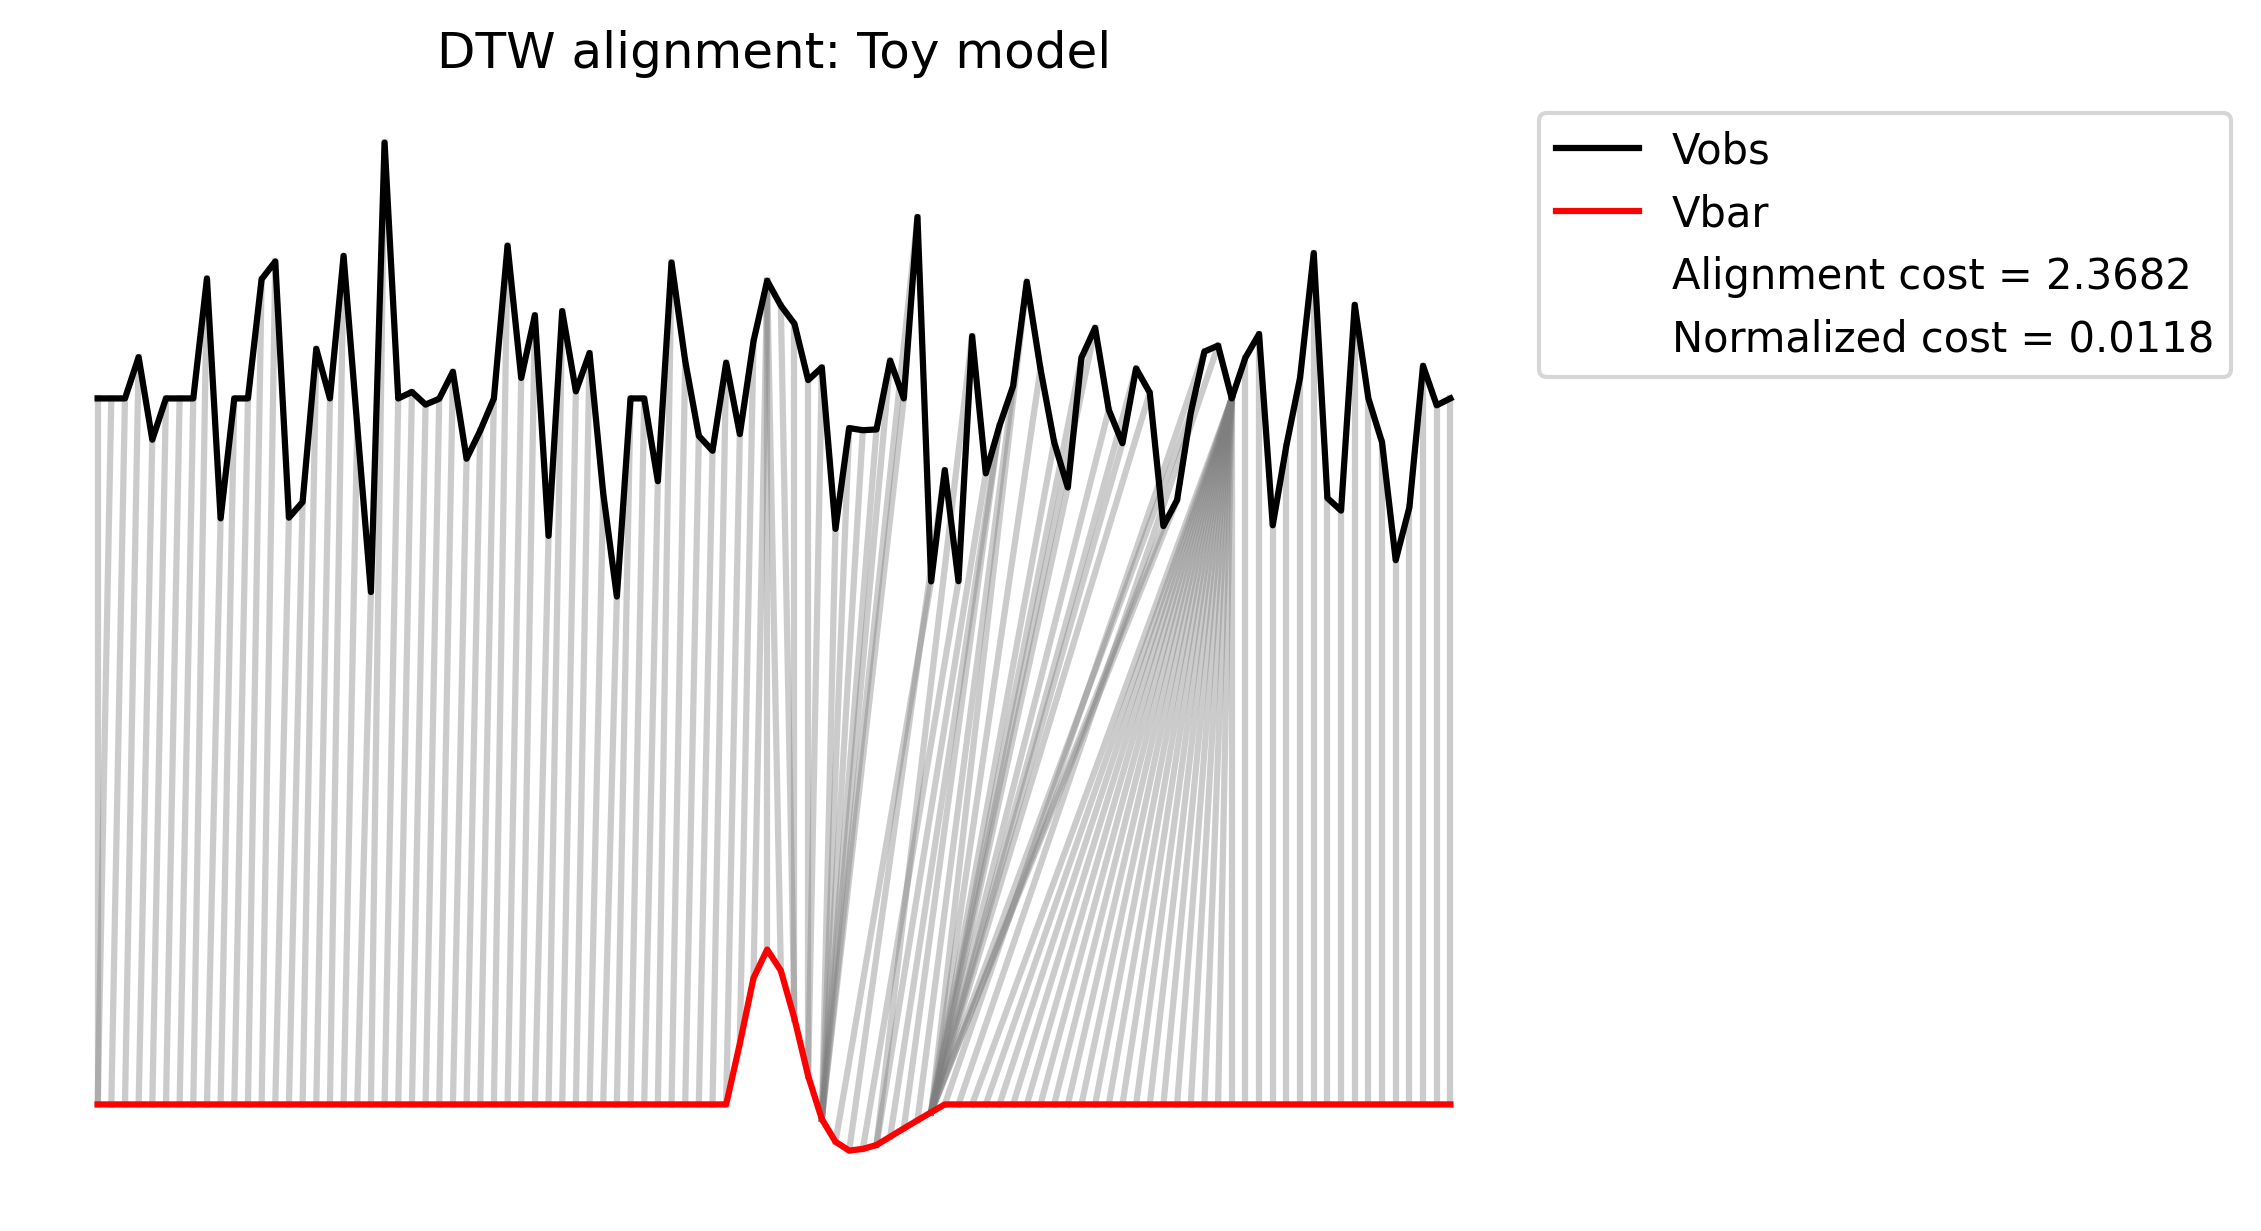 DTW alignment: Toy model
Vobs
Vbar
Alignment cost = 2.3682
Normalized cost = 0.0118